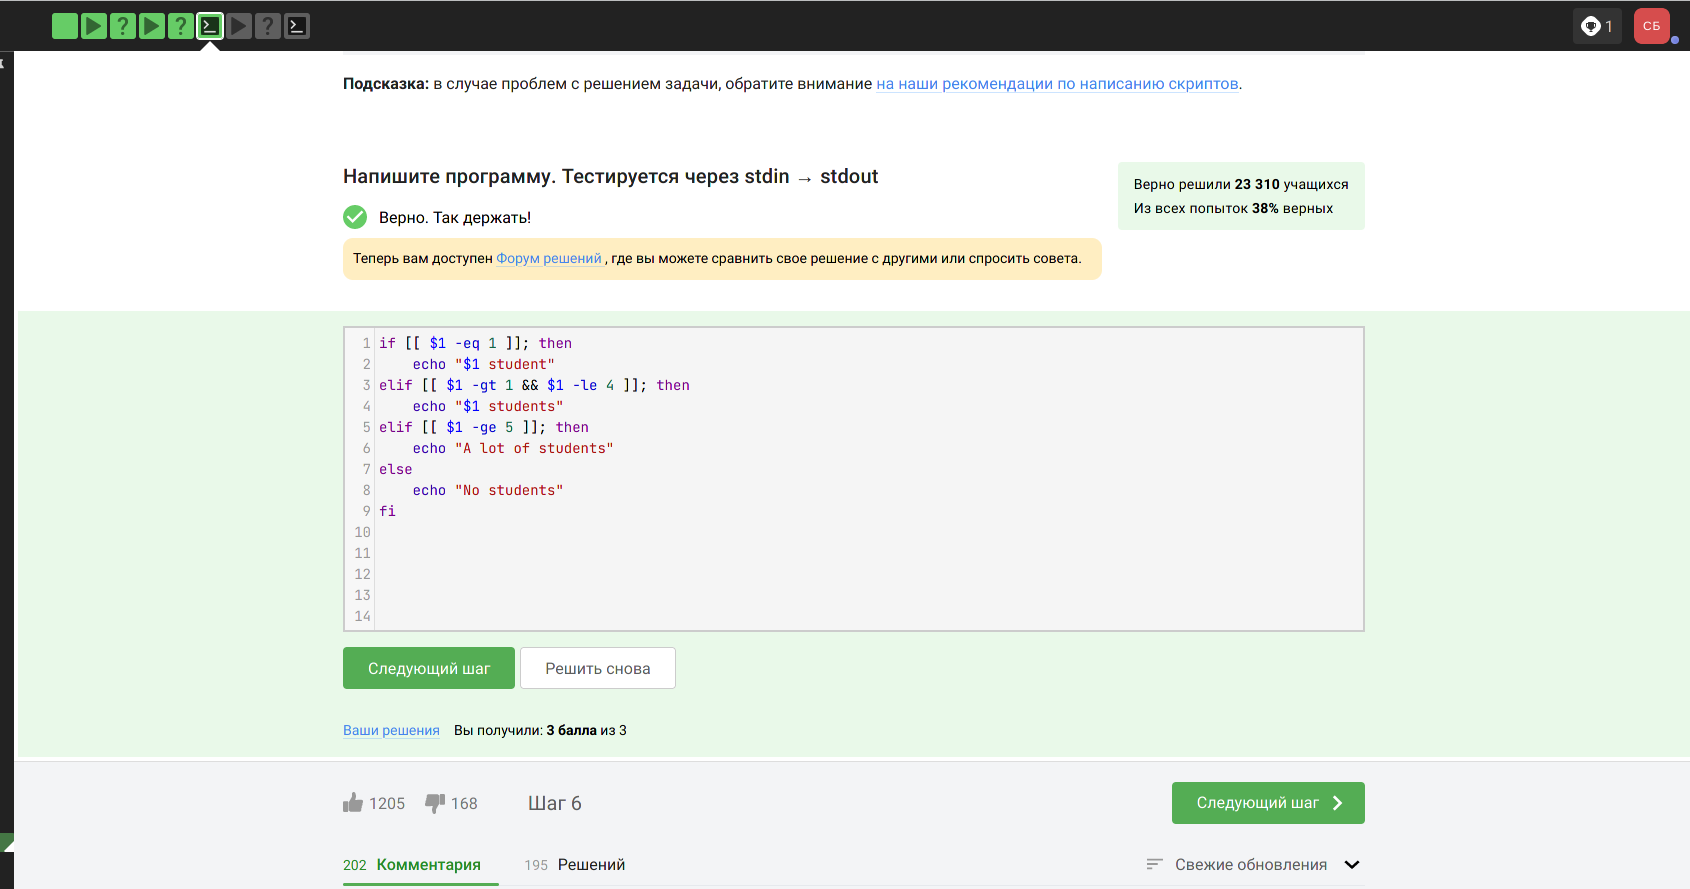 1
СБ
Подсказка: в случае проблем с решением задачи, обратите внимание на наши рекомендации по написанию скриптов.
Напишите программу. Тестируется через stdin → stdout
Верно решили 23 310 учащихся
Из всех попыток 38% верных
Верно. Так держать!
Теперь вам доступен Форум решений, где вы можете сравнить свое решение с другими или спросить совета.
1 if [[ $1 -eq 1 ]]; then
2     echo "$1 student"
3 elif [[ $1 -gt 1 && $1 -le 4 ]]; then
4     echo "$1 students"
5 elif [[ $1 -ge 5 ]]; then
6     echo "A lot of students"
7 else
8     echo "No students"
9 fi
10
11
12
13
14
Следующий шаг Решить снова
Ваши решения Вы получили: 3 балла из 3
1205 168 Шаг 6 Следующий шаг
202 Комментария 195 Решений Свежие обновления